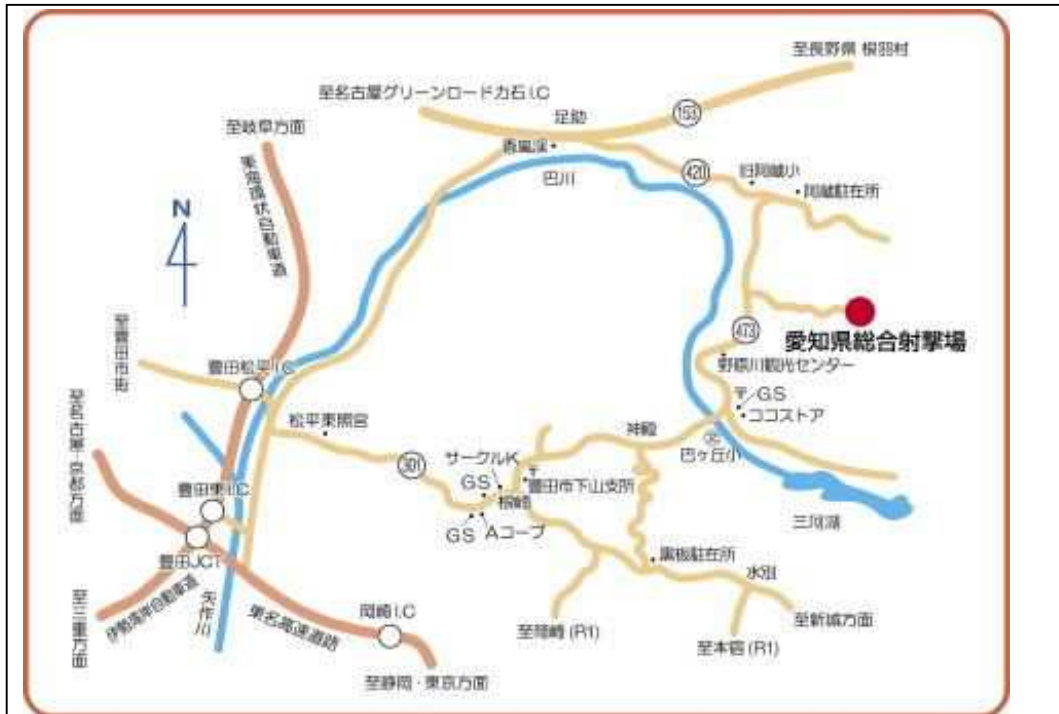 至長野県 根羽村
至名古屋グリーンロード力石I.C
足助
153
至岐阜方面
香嵐渓
東海環状自動車道
巴川
420
旧阿蔵小
阿蔵駐在所
N
愛知県総合射撃場
473
野原川観光センター
至豊田市街
豊田松平I.C
〒
G.S
ココストア
松平東照宮
神殿
巴ヶ丘小
至名古屋・京都方面
301
サークルK
〒
豊田市下山支所
GS
豊田東I.C.
GS
Aコープ
三河湖
豊田JCT
黒坂駐在所
水別
至三重方面
伊勢湾岸自動車道
矢作川
東名高速道路
岡崎I.C
至岡崎(R1)
至本宿(R1)
至新城方面
至静岡・東京方面